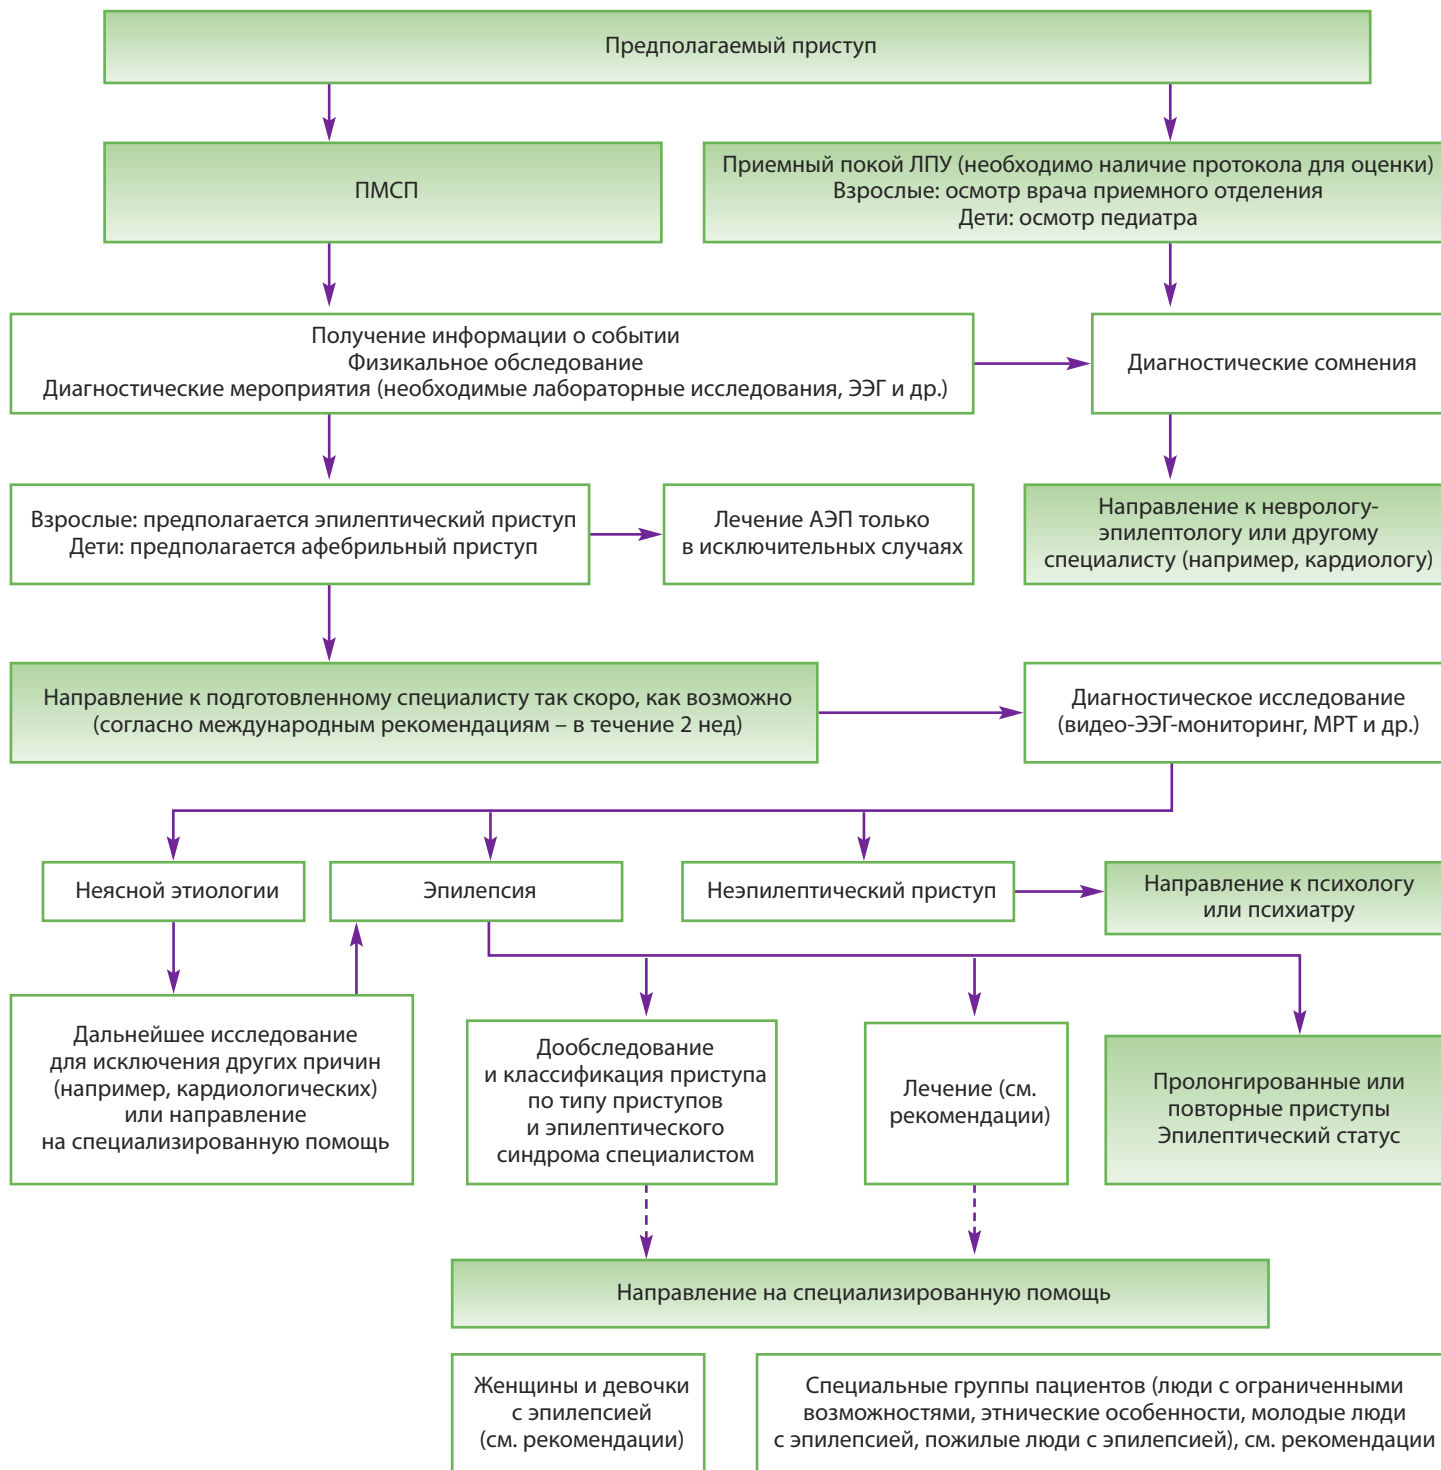 Предполагаемый приступ
ПМСП
Приемный покой ЛПУ (необходимо наличие протокола для оценки)
Взрослые: осмотр врача приемного отделения
Дети: осмотр педиатра
Получение информации о событии
Физикальное обследование
Диагностические мероприятия (необходимые лабораторные исследования, ЭЭГ и др.)
Диагностические сомнения
Взрослые: предполагается эпилептический приступ
Дети: предполагается афебрильный приступ
Лечение АЭП только
в исключительных случаях
Направление к неврологу-
эпилептологу или другому
специалисту (например, кардиологу)
Направление к подготовленному специалисту так скоро, как возможно
(согласно международным рекомендациям – в течение 2 нед)
Диагностическое исследование
(видео-ЭЭГ-мониторинг, МРТ и др.)
Неясной этиологии
Эпилепсия
Неэпилептический приступ
Направление к психологу
или психиатру
Дальнейшее исследование
для исключения других причин
(например, кардиологических)
или направление
на специализированную помощь
Дообследование
и классификация приступа
по типу приступов
и эпилептического
синдрома специалистом
Лечение (см.
рекомендации)
Пролонгированные или
повторные приступы
Эпилептический статус
Направление на специализированную помощь
Женщины и девочки
с эпилепсией
(см. рекомендации)
Специальные группы пациентов (люди с ограниченными
возможностями, этнические особенности, молодые люди
с эпилепсией, пожилые люди с эпилепсией), см. рекомендации